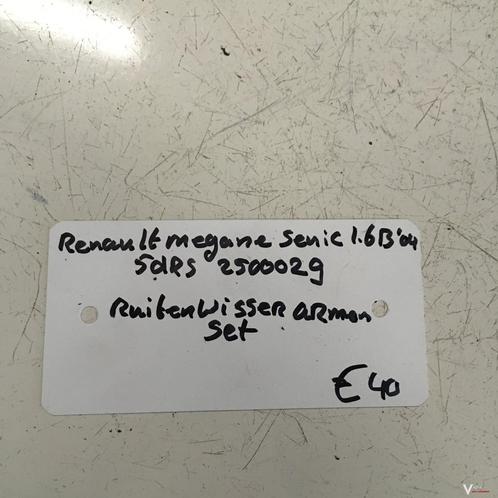 Renault megane senic 1.6B'04
5dRS 2500029
RuitenWisser aRmen
Set
€40